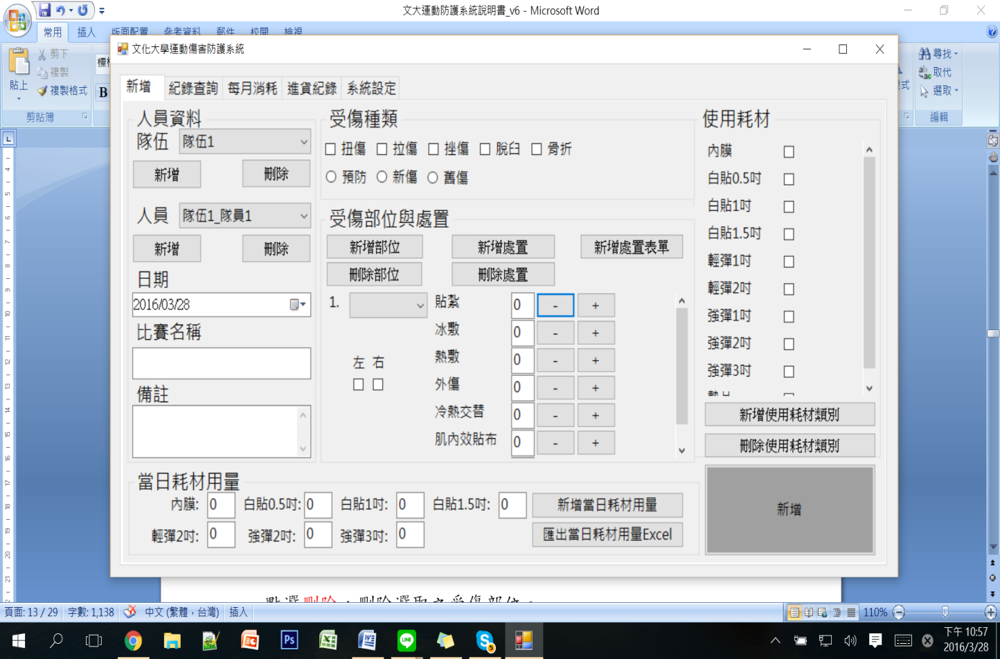 文大運動防護系統說明書_v6 - Microsoft Word
常用 插入 版面配置 參考資料 郵件 校閱 檢視
剪下
複製
貼上
複製格式
B
剪貼簿
尋找
取代
選取
編輯
文化大學運動傷害防護系統
新增 紀錄查詢 每月消耗 進貨紀錄 系統設定
人員資料
隊伍 隊伍1
新增 刪除
人員 隊伍1_隊員1
新增 刪除
日期
2016/03/28
比賽名稱
備註
受傷種類
扭傷 拉傷 挫傷 脫臼 骨折
預防 新傷 舊傷
受傷部位與處置
新增部位 新增處置 新增處置表單
刪除部位 刪除處置
1.
左 右
貼紮 0 - +
冰敷 0 - +
熱敷 0 - +
外傷 0 - +
冷熱交替 0 - +
肌內效貼布 0 - +
使用耗材
內膜
白貼0.5吋
白貼1吋
白貼1.5吋
輕彈1吋
輕彈2吋
強彈1吋
強彈2吋
強彈3吋
新增使用耗材類別
刪除使用耗材類別
新增
當日耗材用量
內膜: 0 白貼0.5吋: 0 白貼1吋: 0 白貼1.5吋: 0 新增當日耗材用量
輕彈2吋: 0 強彈2吋: 0 強彈3吋: 0 匯出當日耗材用量Excel
點選刪除，刪除選取之受傷部位。
頁面: 13 / 29 字數: 1,138 中文 (繁體，台灣) 插入 110%
下午 10:57
2016/3/28